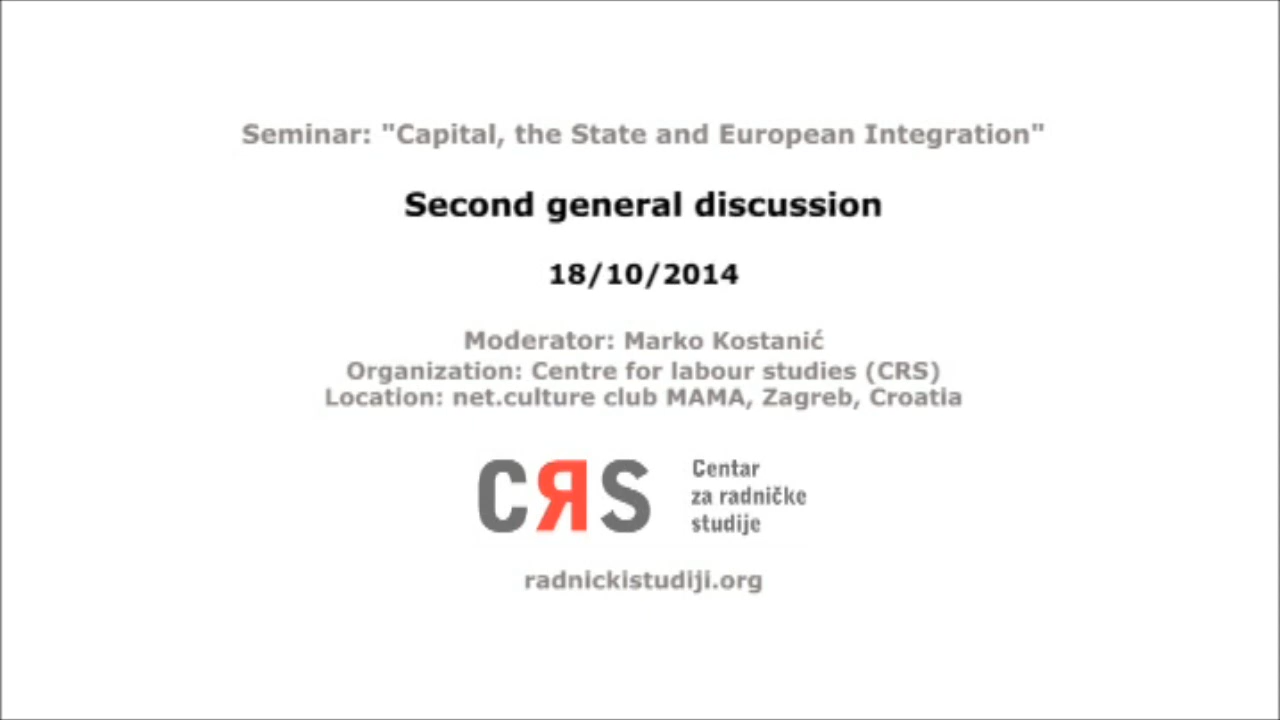 Seminar: "Capital, the State and European Integration"
Second general discussion
18/10/2014
Moderator: Marko Kostanić
Organization: Centre for labour studies (CRS)
Location: net.culture club MAMA, Zagreb, Croatia
CЯS
Centar
za radničke
studije
radnickistudiji.org